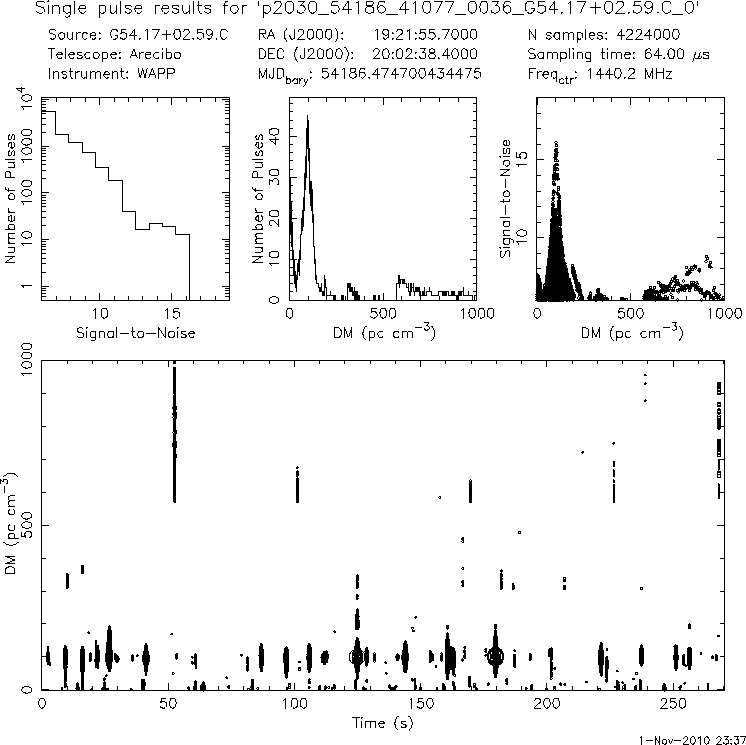 Single pulse results for 'p2030_54186_41077_0036_G54.17+02.59.C_0'
Source: G54.17+02.59.C RA (J2000): 19:21:55.7000 N samples: 4224000
Telescope: Arecibo DEC (J2000): 20:02:38.4000 Sampling time: 64.00 μs
Instrument: WAPP MJD_bary: 54186.474700434475 Freq_ctr: 1440.2 MHz
Number of Pulses
1 10 100 1000 10^4
10 15
Signal-to-Noise
Number of Pulses
0 10 20 30 40
0 500 1000
DM (pc cm^-3)
Signal-to-Noise
10 15
0 500 1000
DM (pc cm^-3)
DM (pc cm^-3)
0 500 1000
0 50 100 150 200 250
Time (s)
1-Nov-2010 23:37